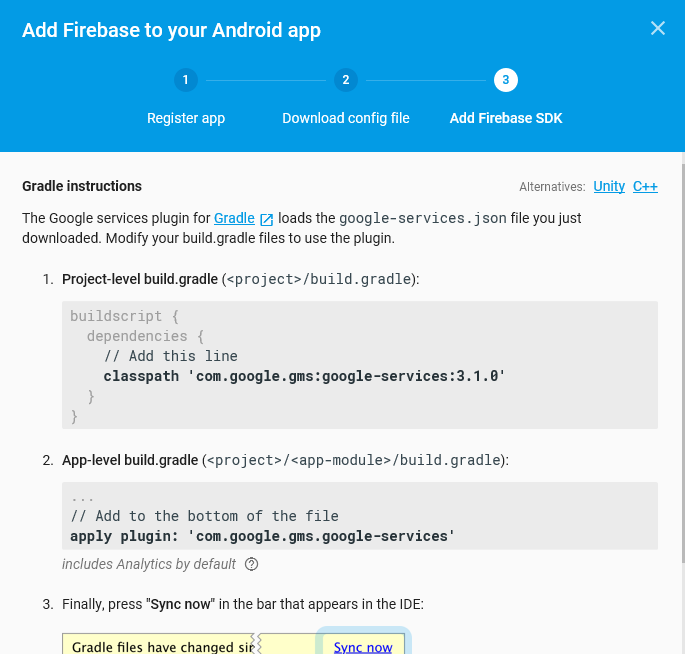 Add Firebase to your Android app
1 2 3
Register app Download config file Add Firebase SDK
Gradle instructions Alternatives: Unity C++
The Google services plugin for Gradle loads the google-services.json file you just
downloaded. Modify your build.gradle files to use the plugin.
1. Project-level build.gradle (<project>/build.gradle):
buildscript {
dependencies {
// Add this line
classpath 'com.google.gms:google-services:3.1.0'
}
}
2. App-level build.gradle (<project>/<app-module>/build.gradle):
...
// Add to the bottom of the file
apply plugin: 'com.google.gms.google-services'
includes Analytics by default ?
3. Finally, press "Sync now" in the bar that appears in the IDE:
Gradle files have changed Sync now